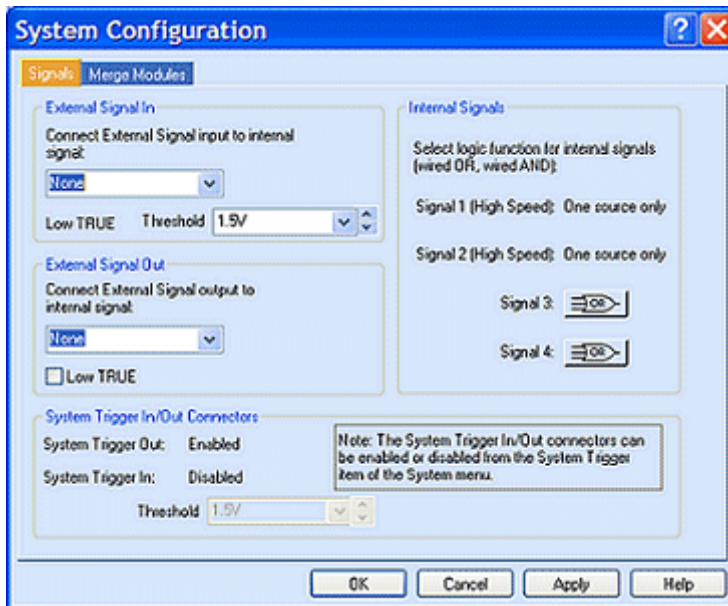 System Configuration
Signals
Merge Modules
External Signal In
Connect External Signal input to internal
signal:
None
Low TRUE
Threshold
1.5V
External Signal Out
Connect External Signal output to
internal signal:
None
Low TRUE
Internal Signals
Select logic function for internal signals
(wired OR, wired AND):
Signal 1 (High Speed): One source only
Signal 2 (High Speed): One source only
Signal 3:
OR
Signal 4:
OR
System Trigger In/Out Connectors
System Trigger Out: Enabled
System Trigger In: Disabled
Threshold
1.5V
Note: The System Trigger In/Out connectors can
be enabled or disabled from the System Trigger
item of the System menu.
OK
Cancel
Apply
Help